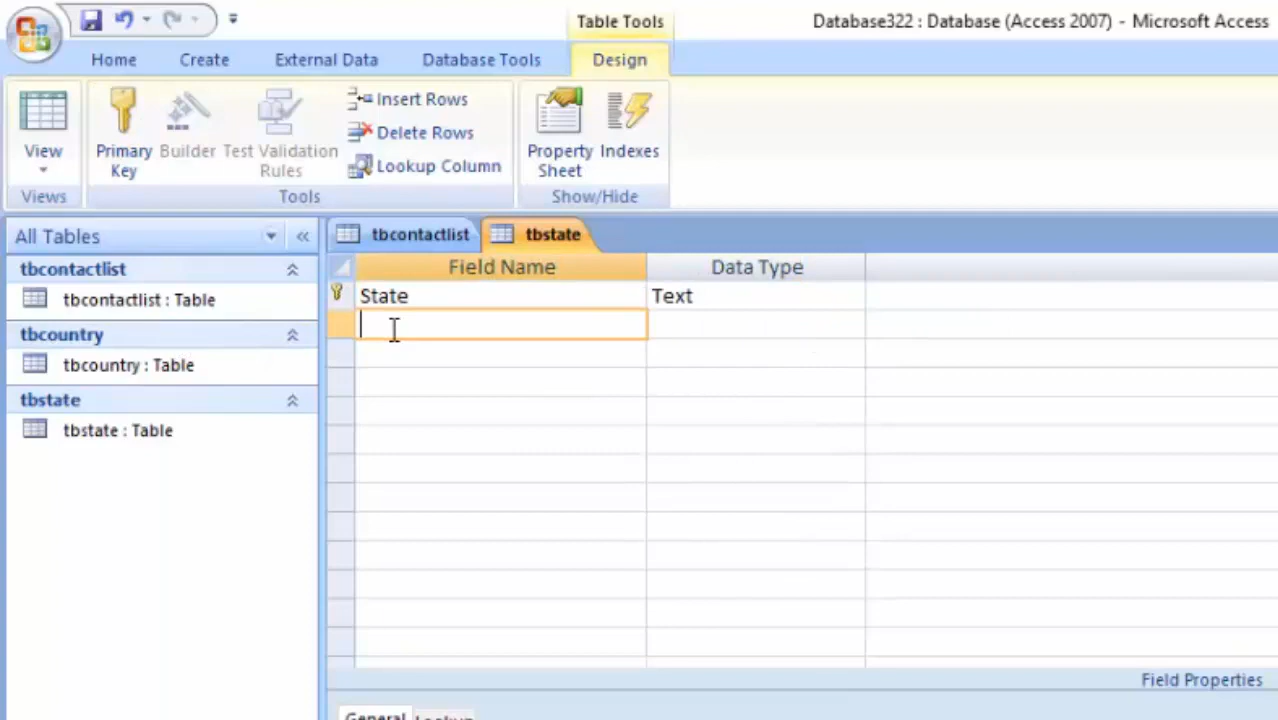 Table Tools
Database322 : Database (Access 2007) - Microsoft Access
Home
Create
External Data
Database Tools
Design
View
Primary
Key
Builder
Test Validation
Rules
Insert Rows
Delete Rows
Lookup Column
Property
Sheet
Indexes
Views
Tools
Show/Hide
All Tables
tbcontactlist
tbcontactlist : Table
tbcountry
tbcountry : Table
tbstate
tbstate : Table
tbcontactlist
tbstate
Field Name
Data Type
State
Text
Field Properties
General
Lookup